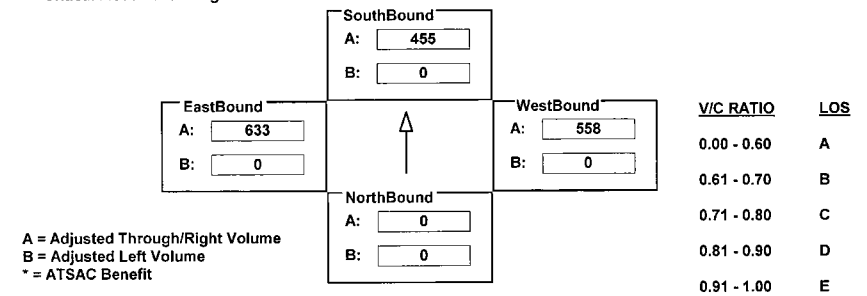 SouthBound
A: 455
B: 0
EastBound
A: 633
B: 0
WestBound
A: 558
B: 0
NorthBound
A: 0
B: 0
A = Adjusted Through/Right Volume
B = Adjusted Left Volume
* = ATSAC Benefit
V/C RATIO LOS
0.00 - 0.60 A
0.61 - 0.70 B
0.71 - 0.80 C
0.81 - 0.90 D
0.91 - 1.00 E